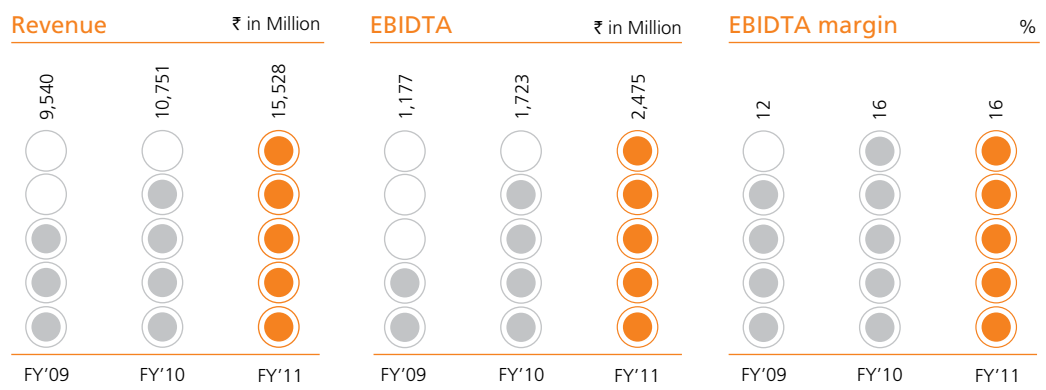 Revenue ₹ in Million
9,540 10,751 15,528
FY'09 FY'10 FY'11
EBIDTA ₹ in Million
1,177 1,723 2,475
FY'09 FY'10 FY'11
EBIDTA margin %
12 16 16
FY'09 FY'10 FY'11